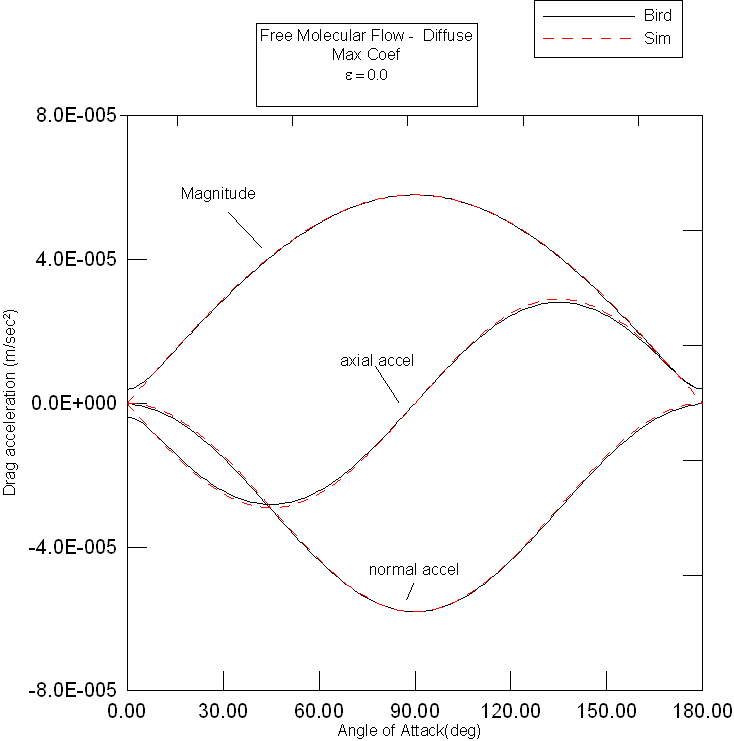 Free Molecular Flow - Diffuse
Max Coef
ε = 0.0
Bird
Sim
8.0E-005
4.0E-005
0.0E+000
-4.0E-005
-8.0E-005
Drag acceleration (m/sec²)
Magnitude
axial accel
normal accel
0.00 30.00 60.00 90.00 120.00 150.00 180.00
Angle of Attack(deg)